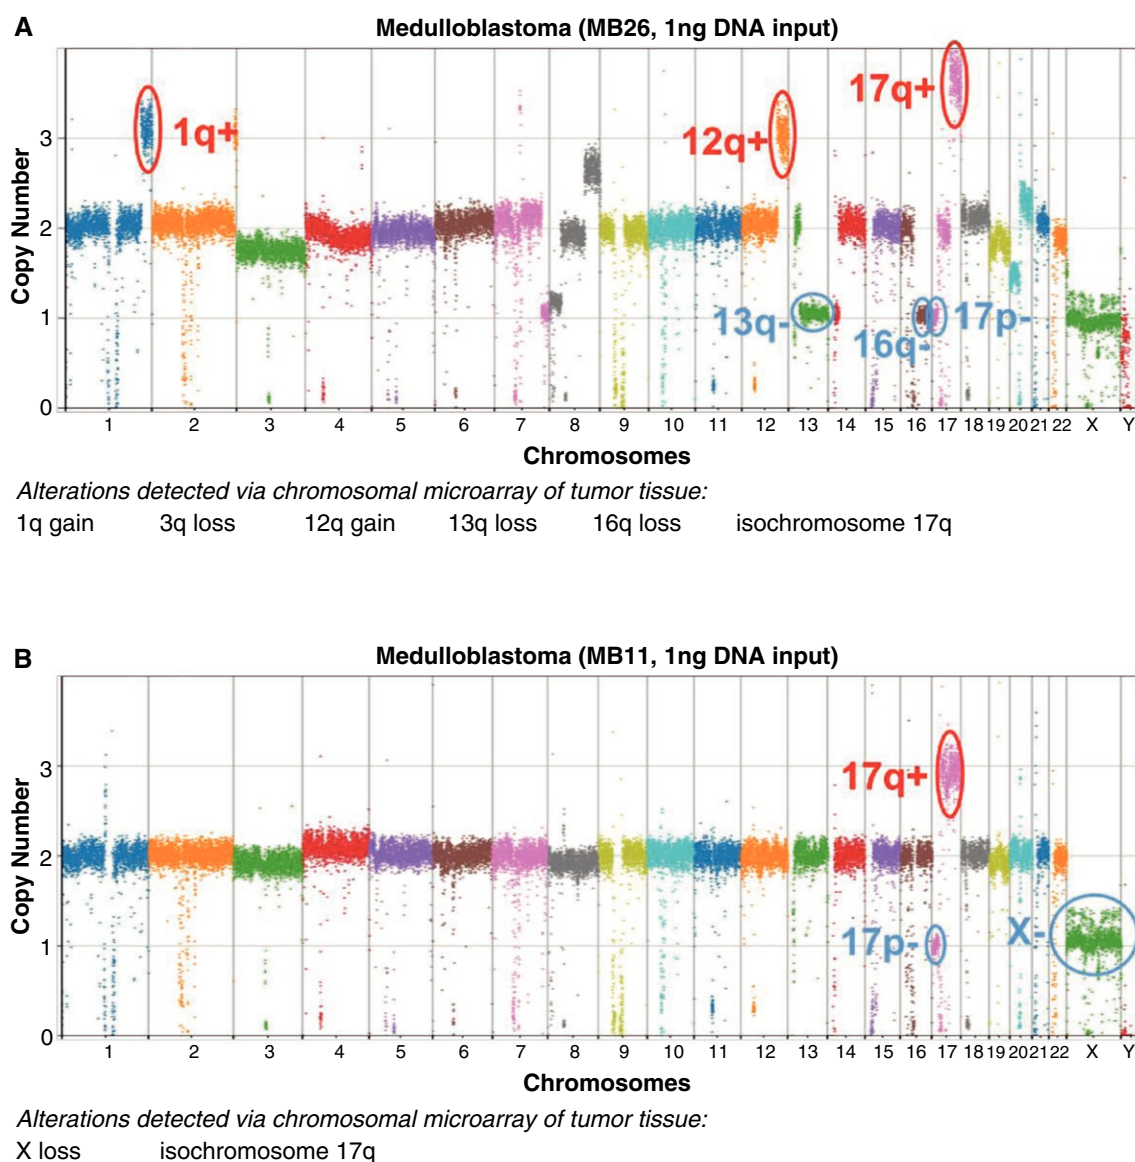 A
Medulloblastoma (MB26, 1ng DNA input)
17q+
1q+
12q+
3
2
1
0
Copy Number
13q-
16q-
17p-
1 2 3 4 5 6 7 8 9 10 11 12 13 14 15 16 17 18 19 20 21 22 X Y
Chromosomes
Alterations detected via chromosomal microarray of tumor tissue:
1q gain 3q loss 12q gain 13q loss 16q loss isochromosome 17q
B
Medulloblastoma (MB11, 1ng DNA input)
17q+
3
2
1
0
Copy Number
17p-
X-
1 2 3 4 5 6 7 8 9 10 11 12 13 14 15 16 17 18 19 20 21 22 X Y
Chromosomes
Alterations detected via chromosomal microarray of tumor tissue:
X loss isochromosome 17q